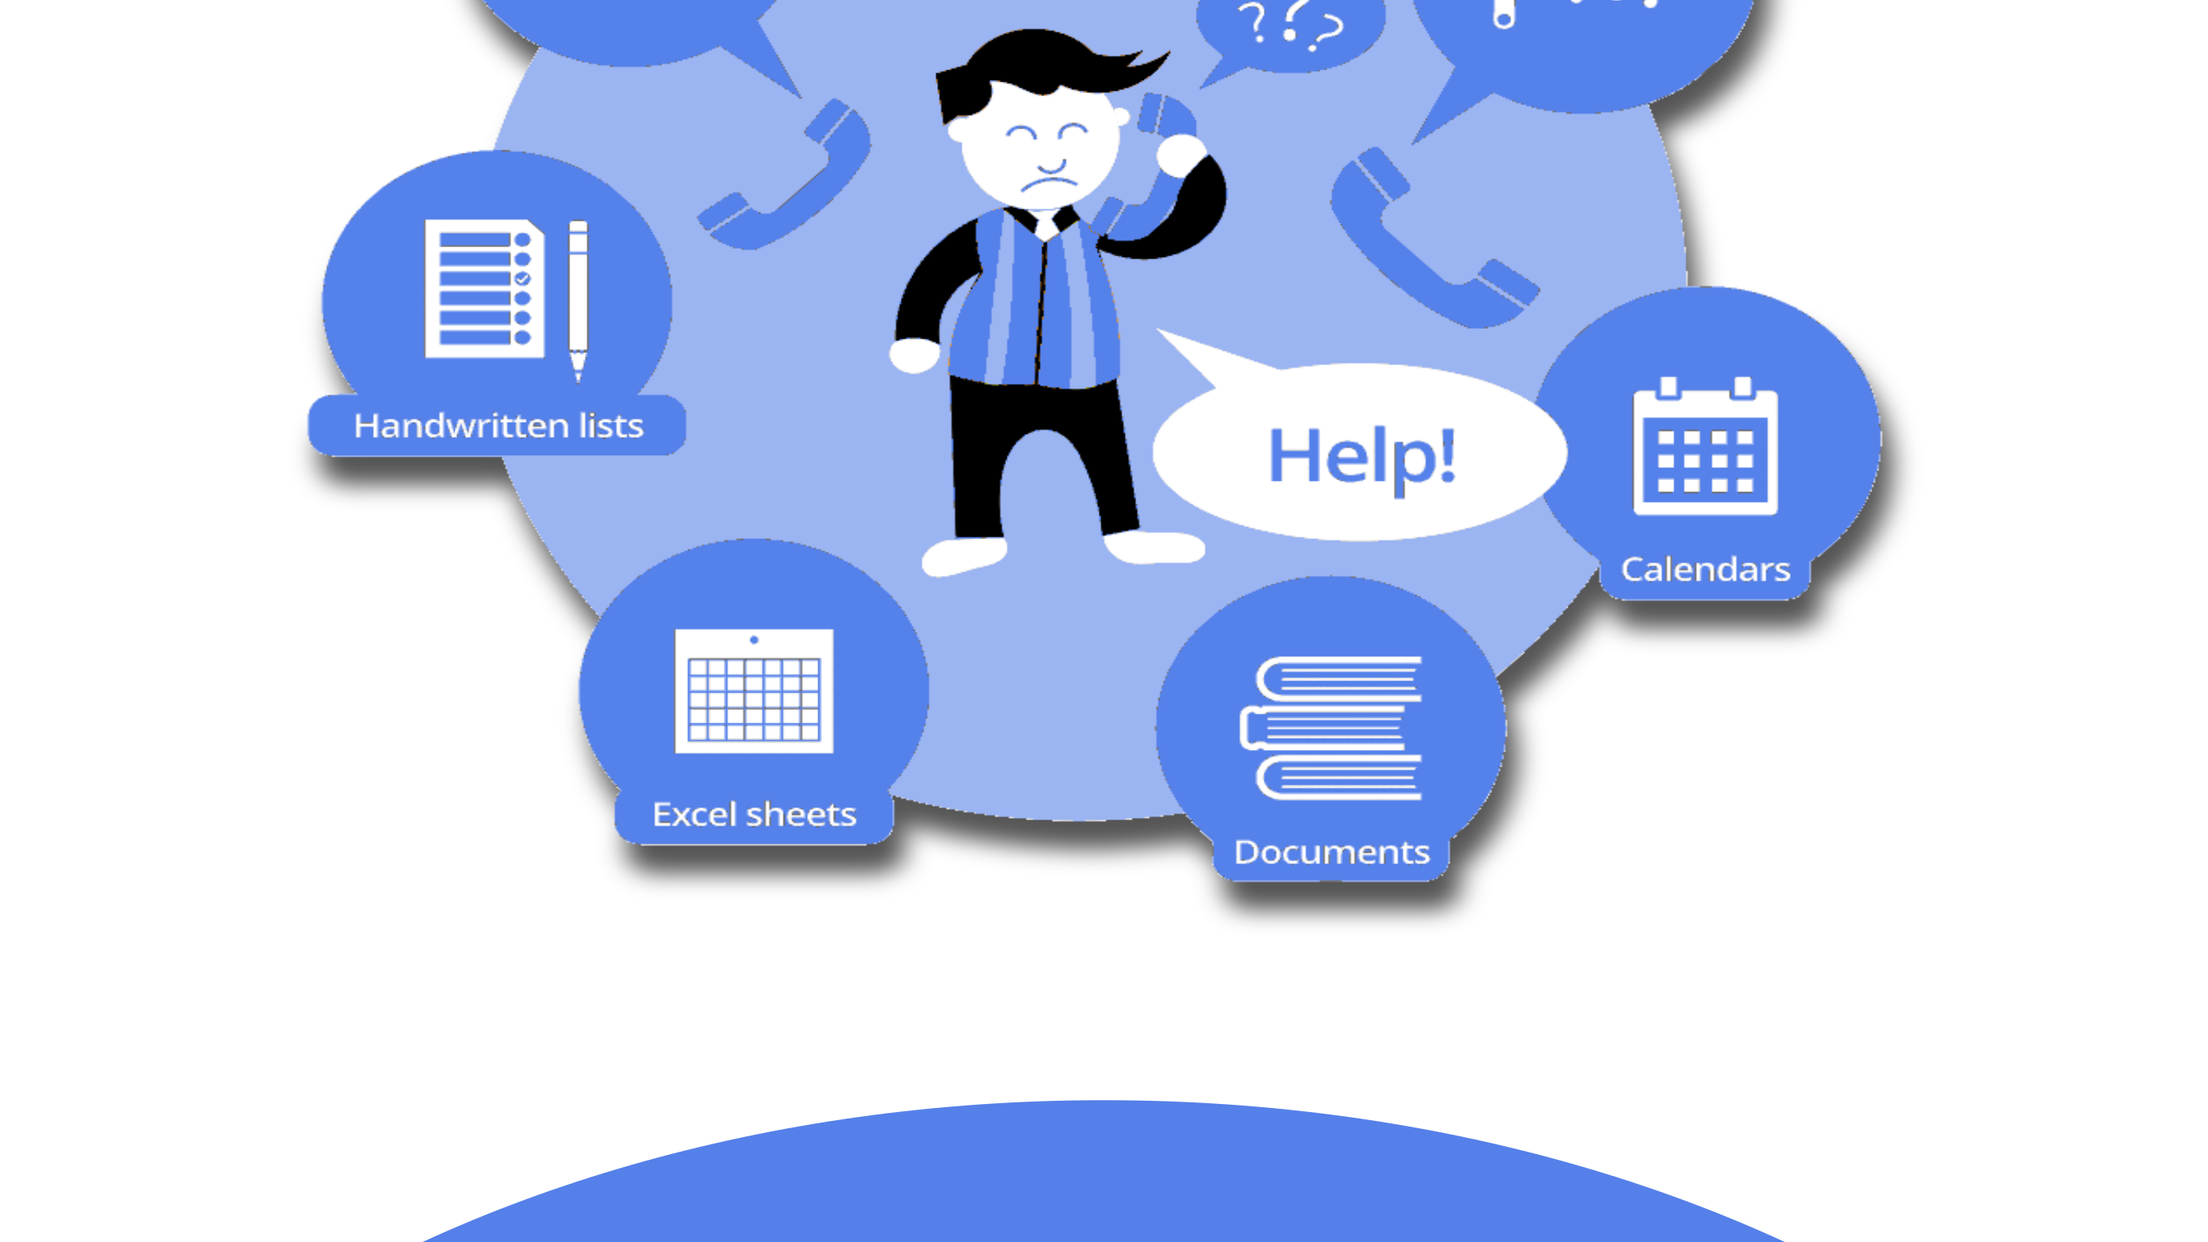 ???
Handwritten lists
Help!
Calendars
Excel sheets
Documents